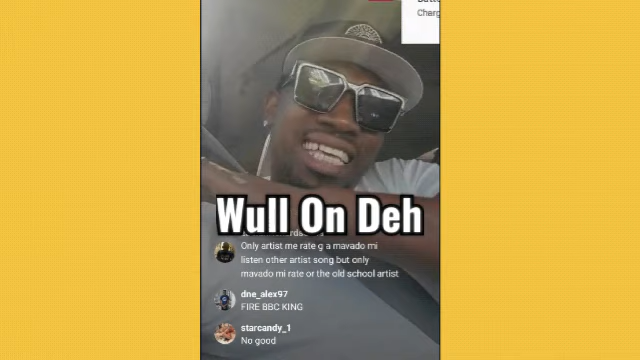 Charg
Wull On Deh
Only artist me rate g a mavado mi
listen other artist song but only
mavado mi rate or the old school artist
dne_alex97
FIRE BBC KING
starcandy_1
No good